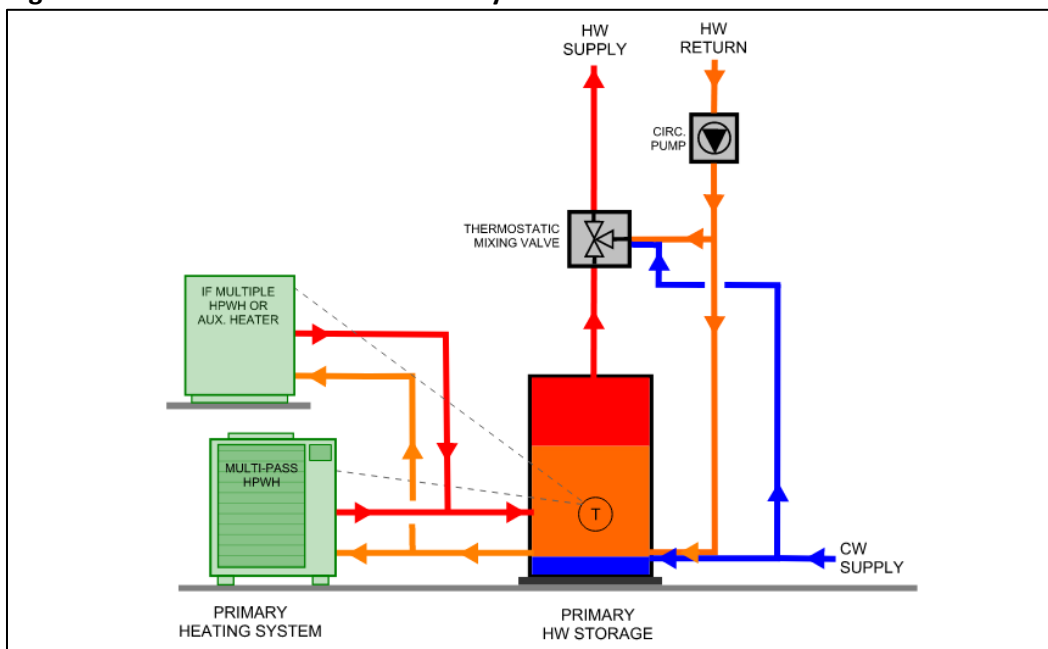 HW
SUPPLY
HW
RETURN
CIRC.
PUMP
THERMOSTATIC
MIXING VALVE
IF MULTIPLE
HPWH OR
AUX. HEATER
MULTI-PASS
HPWH
T
CW
SUPPLY
PRIMARY
HEATING SYSTEM
PRIMARY
HW STORAGE